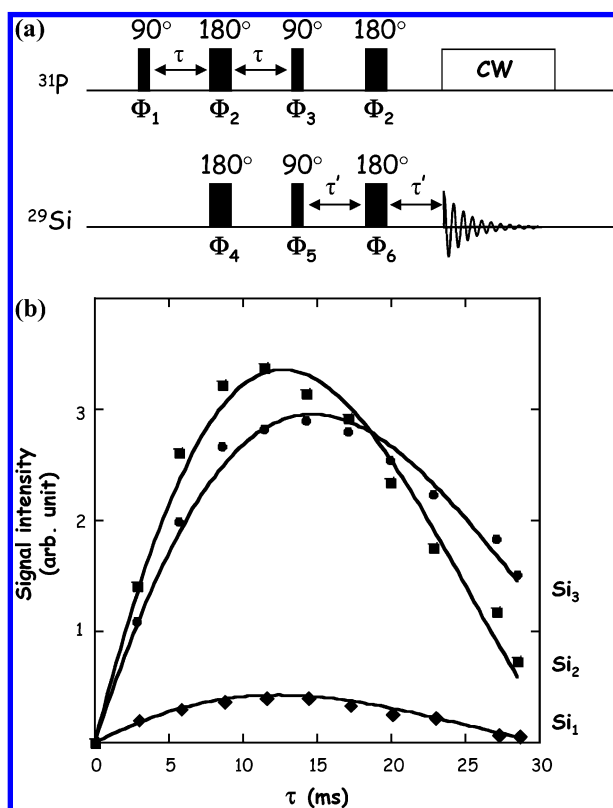 (a)
90° τ 180° τ 90° 180°
³¹P CW
Φ₁ Φ₂ Φ₃ Φ₂
180° 90° 180°
τ' τ'
²⁹Si
Φ₄ Φ₅ Φ₆
(b)
Signal intensity
(arb. unit)
3
2
1
Si₃
Si₂
Si₁
0 5 10 15 20 25 30
τ (ms)